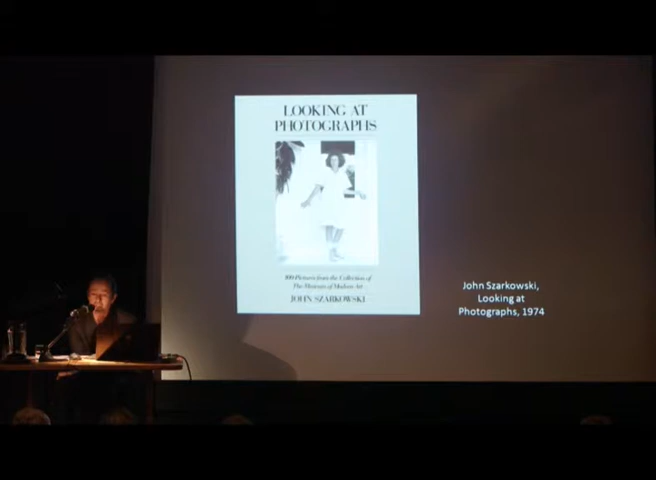 LOOKING AT
PHOTOGRAPHS
100 Pictures from the Collection of
The Museum of Modern Art
JOHN SZARKOWSKI
John Szarkowski,
Looking at
Photographs, 1974